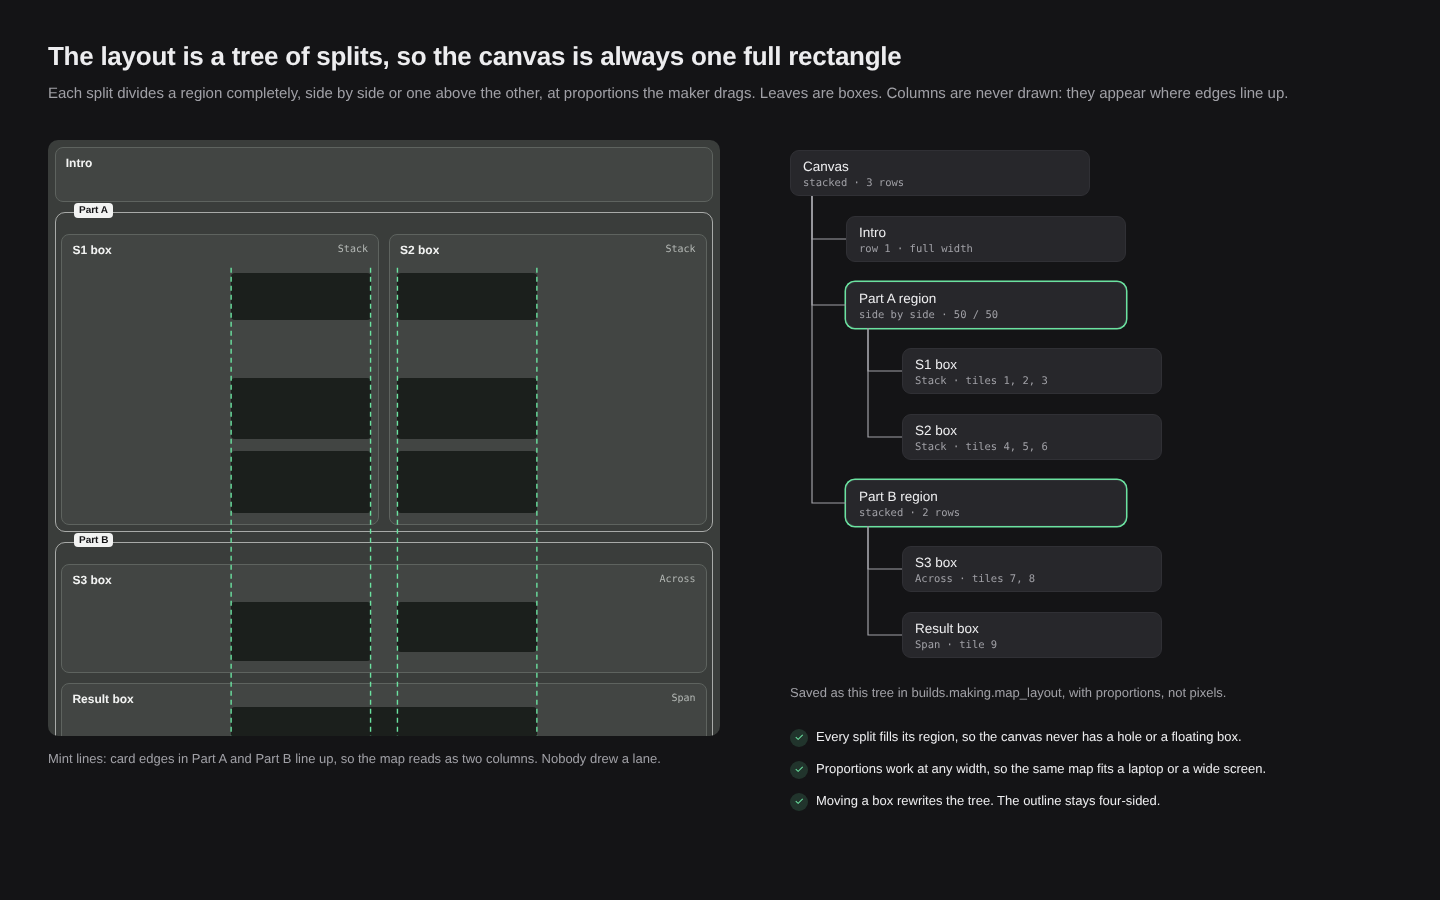 The layout is a tree of splits, so the canvas is always one full rectangle
Each split divides a region completely, side by side or one above the other, at proportions the maker drags. Leaves are boxes. Columns are never drawn: they appear where edges line up.
Intro
Part A
S1 box
Stack
S2 box
Stack
Part B
S3 box
Across
Result box
Span
Mint lines: card edges in Part A and Part B line up, so the map reads as two columns. Nobody drew a lane.
Canvas
stacked · 3 rows
Intro
row 1 · full width
Part A region
side by side · 50 / 50
S1 box
Stack · tiles 1, 2, 3
S2 box
Stack · tiles 4, 5, 6
Part B region
stacked · 2 rows
S3 box
Across · tiles 7, 8
Result box
Span · tile 9
Saved as this tree in builds.making.map_layout, with proportions, not pixels.
Every split fills its region, so the canvas never has a hole or a floating box.
Proportions work at any width, so the same map fits a laptop or a wide screen.
Moving a box rewrites the tree. The outline stays four-sided.